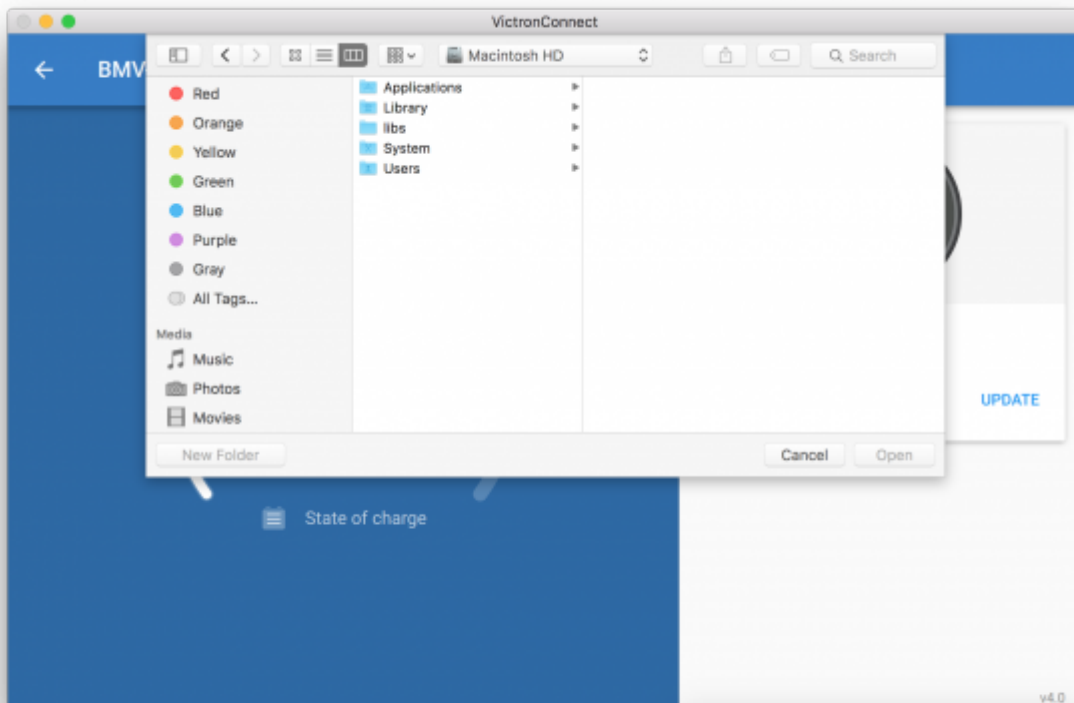 VictronConnect
BMV
Macintosh HD
Search
Red
Orange
Yellow
Green
Blue
Purple
Gray
All Tags...
Media
Music
Photos
Movies
Applications
Library
libs
System
Users
UPDATE
New Folder
Cancel
Open
State of charge
v4.0